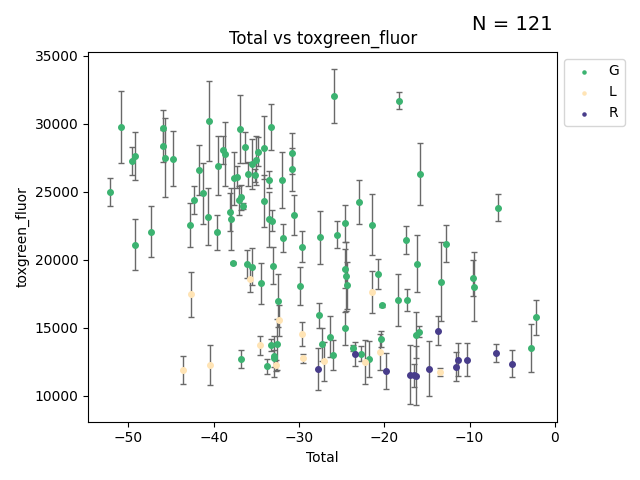 N = 121
Total vs toxgreen_fluor
35000
30000
25000
20000
15000
10000
toxgreen_fluor
−50
−40
−30
−20
−10
0
Total
G
L
R